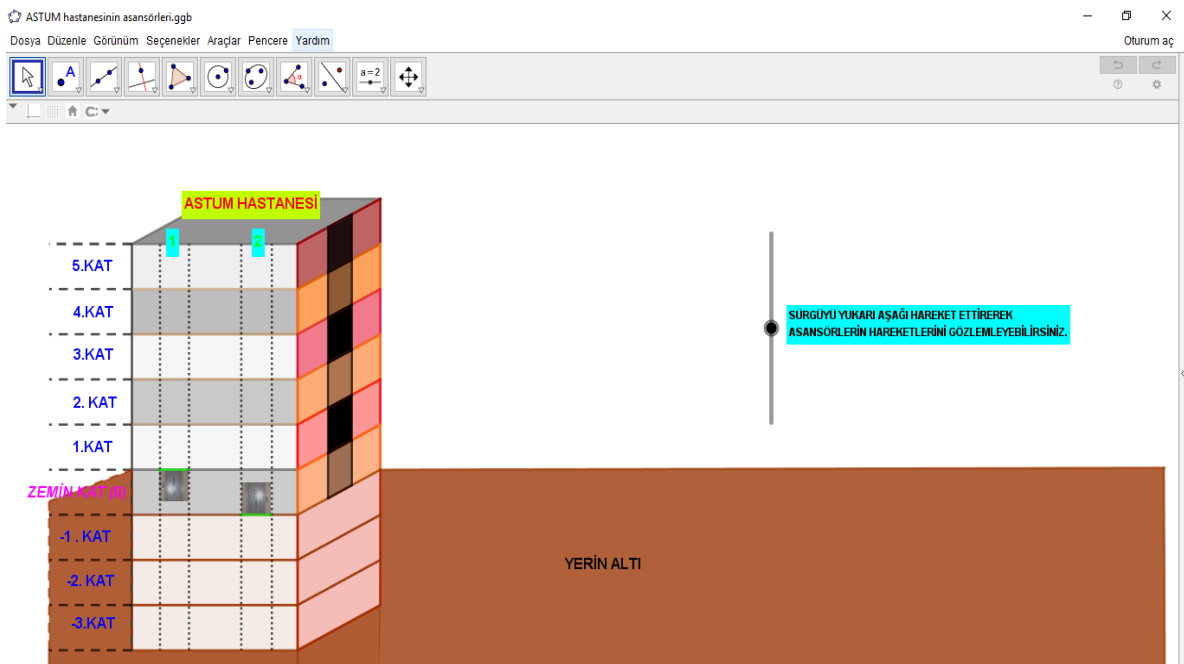 ASTUM hastanesinin asansörleri.ggb
Dosya Düzenle Görünüm Seçenekler Araçlar Pencere Yardım
Oturum aç
A
α
a=2
ASTUM HASTANESİ
1
2
5.KAT
4.KAT
3.KAT
2. KAT
1.KAT
ZEMİN KAT (0)
-1 . KAT
-2. KAT
-3.KAT
SÜRGÜYÜ YUKARI AŞAĞI HAREKET ETTİREREK
ASANSÖRLERİN HAREKETLERİNİ GÖZLEMLEYEBİLİRSİNİZ.
YERİN ALTI